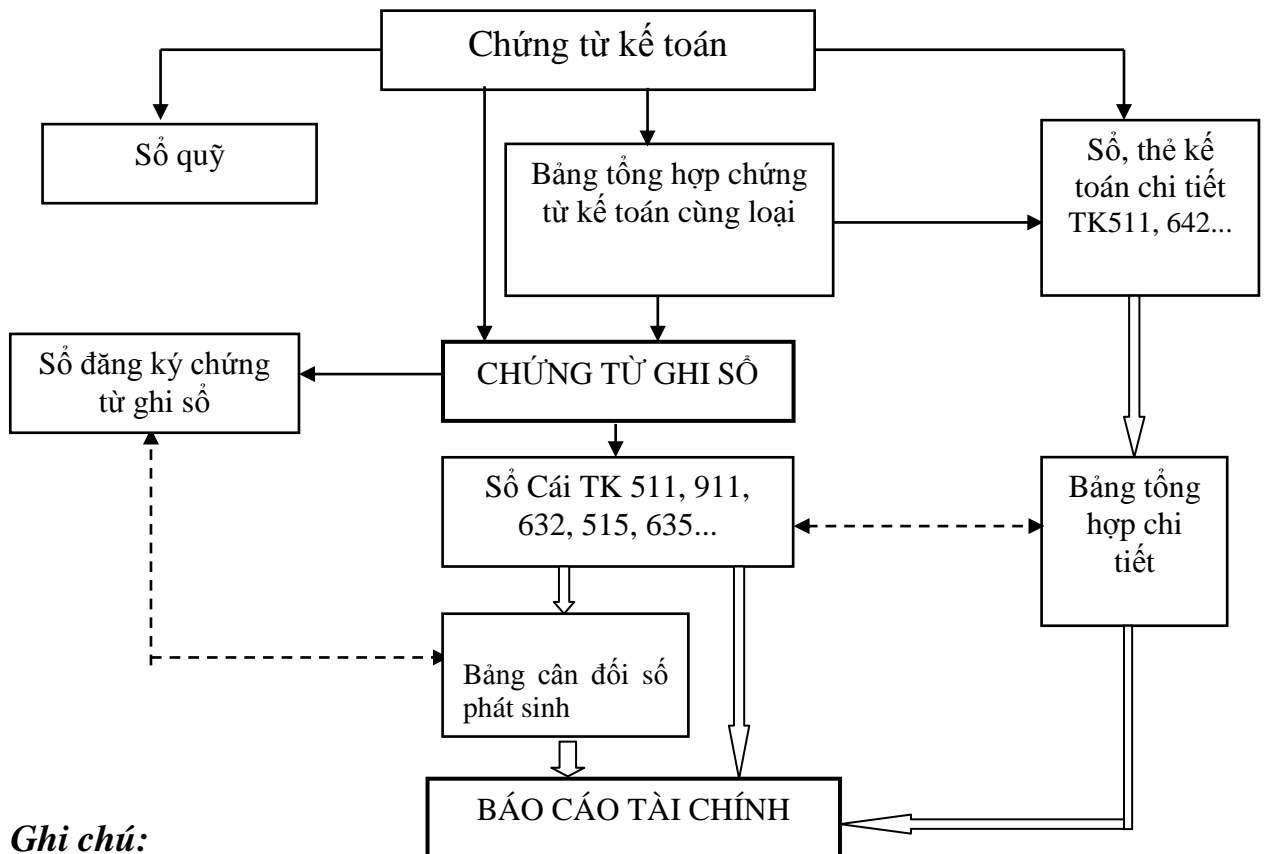 Chứng từ kế toán
Sổ quỹ
Bảng tổng hợp chứng
từ kế toán cùng loại
Sổ, thẻ kế
toán chi tiết
TK511, 642...
Sổ đăng ký chứng
từ ghi sổ
CHỨNG TỪ GHI SỔ
Sổ Cái TK 511, 911,
632, 515, 635...
Bảng tổng
hợp chi
tiết
Bảng cân đối số
phát sinh
BÁO CÁO TÀI CHÍNH
Ghi chú: